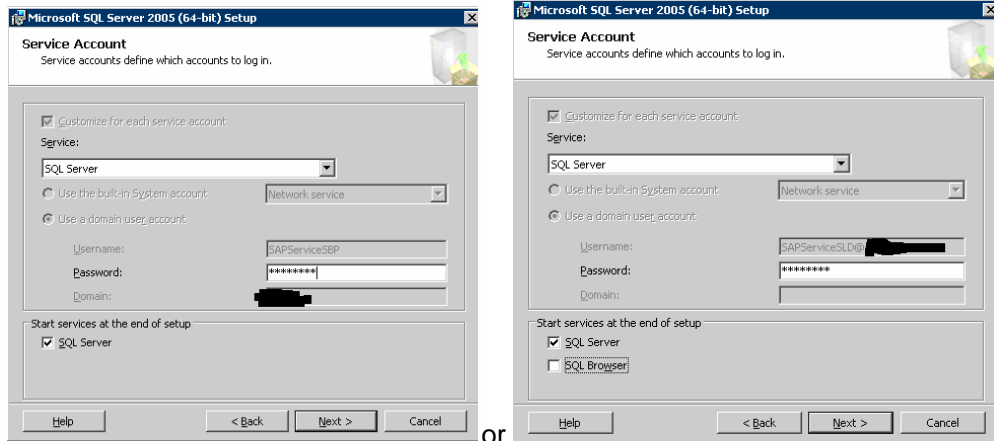 Microsoft SQL Server 2005 (64-bit) Setup
Service Account
Service accounts define which accounts to log in.
Customize for each service account
Service:
SQL Server
Use the built-in System account
Network service
Use a domain user account
Username:
SAPServiceSBP
Password:
********
Domain:
Start services at the end of setup
SQL Server
Help
< Back
Next >
Cancel
or
Microsoft SQL Server 2005 (64-bit) Setup
Service Account
Service accounts define which accounts to log in.
Customize for each service account
Service:
SQL Server
Use the built-in System account
Network service
Use a domain user account
Username:
SAPServiceSLD@
Password:
********
Domain:
Start services at the end of setup
SQL Server
SQL Browser
Help
< Back
Next >
Cancel